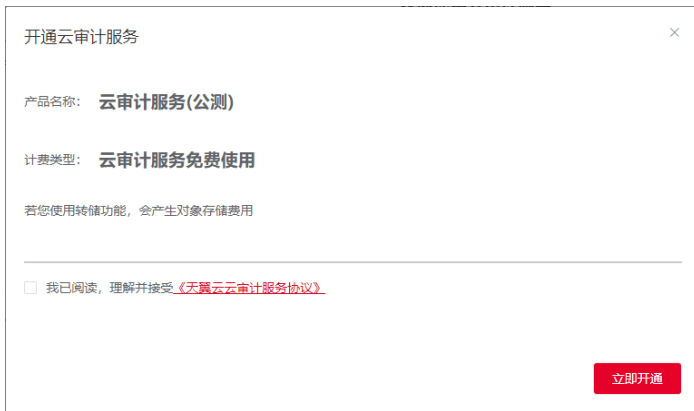 开通云审计服务
产品名称： 云审计服务(公测)
计费类型： 云审计服务免费使用
若您使用转储功能，会产生对象存储费用
我已阅读，理解并接受《天翼云云审计服务协议》
立即开通